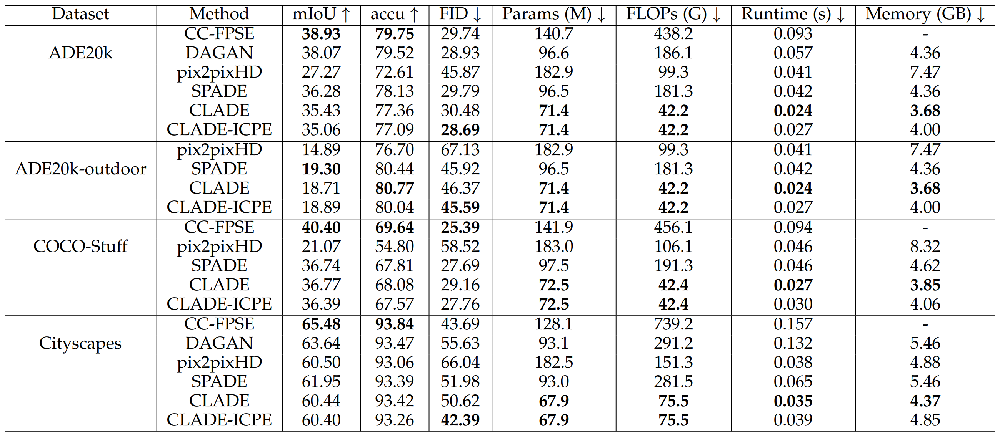 Dataset Method mIoU ↑ accu ↑ FID ↓ Params (M) ↓ FLOPs (G) ↓ Runtime (s) ↓ Memory (GB) ↓
CC-FPSE 38.93 79.75 29.74 140.7 438.2 0.093 -
ADE20k DAGAN 38.07 79.52 28.93 96.6 186.1 0.057 4.36
pix2pixHD 27.27 72.61 45.87 182.9 99.3 0.041 7.47
SPADE 36.28 78.13 29.79 96.5 181.3 0.042 4.36
CLADE 35.43 77.36 30.48 71.4 42.2 0.024 3.68
CLADE-ICPE 35.06 77.09 28.69 71.4 42.2 0.027 4.00
pix2pixHD 14.89 76.70 67.13 182.9 99.3 0.041 7.47
ADE20k-outdoor SPADE 19.30 80.44 45.92 96.5 181.3 0.042 4.36
CLADE 18.71 80.77 46.37 71.4 42.2 0.024 3.68
CLADE-ICPE 18.89 80.04 45.59 71.4 42.2 0.027 4.00
CC-FPSE 40.40 69.64 25.39 141.9 456.1 0.094 -
COCO-Stuff pix2pixHD 21.07 54.80 58.52 183.0 106.1 0.046 8.32
SPADE 36.74 67.81 27.69 97.5 191.3 0.046 4.62
CLADE 36.77 68.08 29.16 72.5 42.4 0.027 3.85
CLADE-ICPE 36.39 67.57 27.76 72.5 42.4 0.030 4.06
CC-FPSE 65.48 93.84 43.69 128.1 739.2 0.157 -
Cityscapes DAGAN 63.64 93.47 55.63 93.1 291.2 0.132 5.46
pix2pixHD 60.50 93.06 66.04 182.5 151.3 0.038 4.88
SPADE 61.95 93.39 51.98 93.0 281.5 0.065 5.46
CLADE 60.44 93.42 50.62 67.9 75.5 0.035 4.37
CLADE-ICPE 60.40 93.26 42.39 67.9 75.5 0.039 4.85